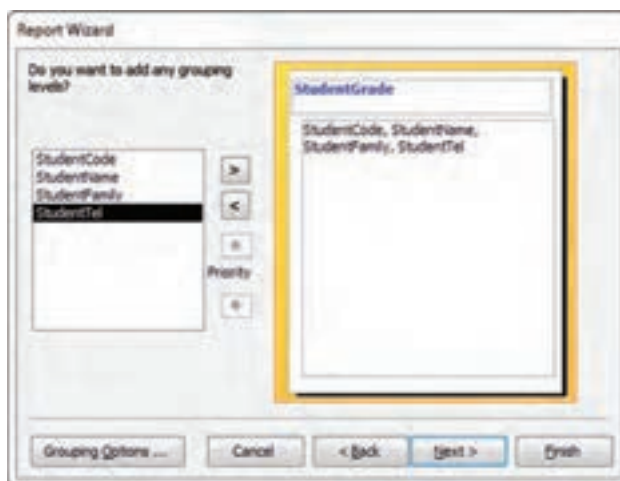 Report Wizard
Do you want to add any grouping
levels?
StudentCode
StudentName
StudentFamily
StudentTel
>
<
Priority
StudentGrade
StudentCode, StudentName,
StudentFamily, StudentTel
Grouping Options ...
Cancel
< Back
Next >
Finish